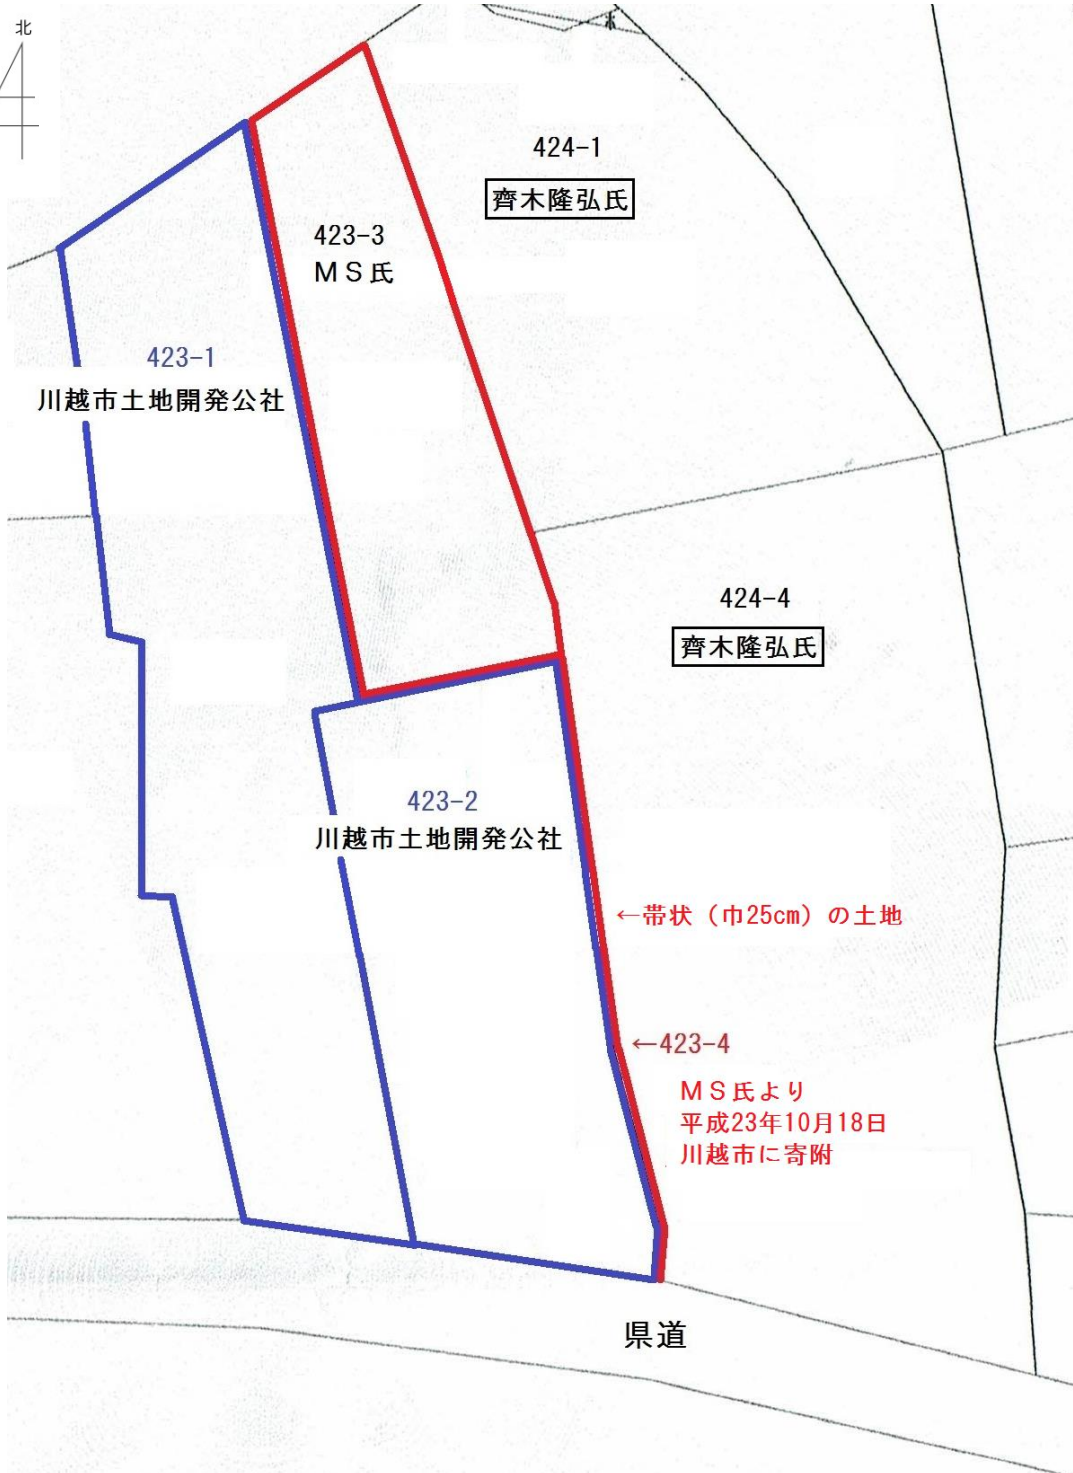 北
424-1
齊木隆弘氏
423-3
MS氏
423-1
川越市土地開発公社
424-4
齊木隆弘氏
423-2
川越市土地開発公社
←帯状（巾25cm）の土地
←423-4
MS氏より
平成23年10月18日
川越市に寄附
県道